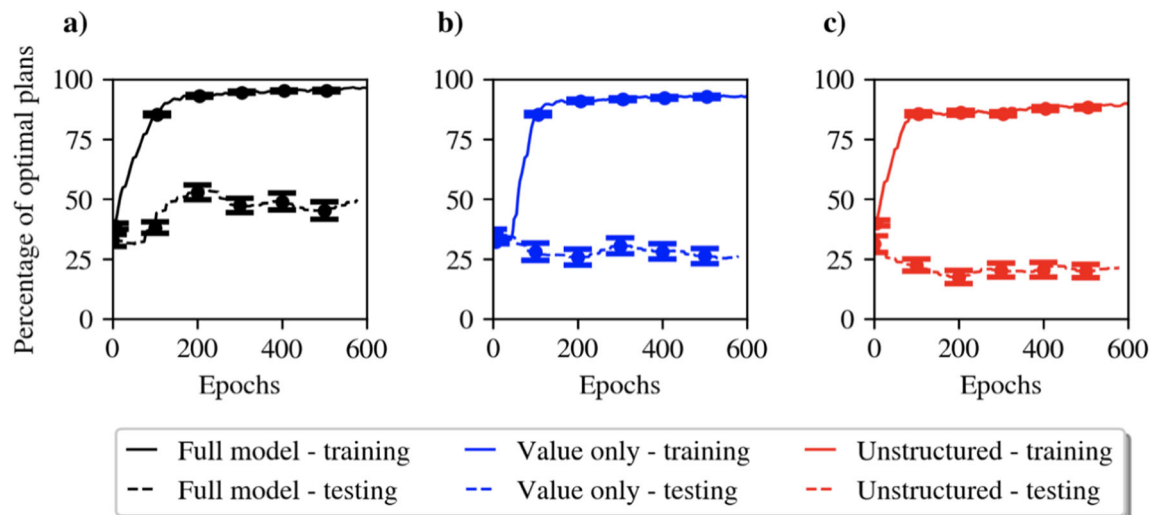 a)
b)
c)
Percentage of optimal plans
100
75
50
25
0
0 200 400 600
Epochs
100
75
50
25
0
0 200 400 600
Epochs
100
75
50
25
0
0 200 400 600
Epochs
Full model - training
Value only - training
Unstructured - training
Full model - testing
Value only - testing
Unstructured - testing